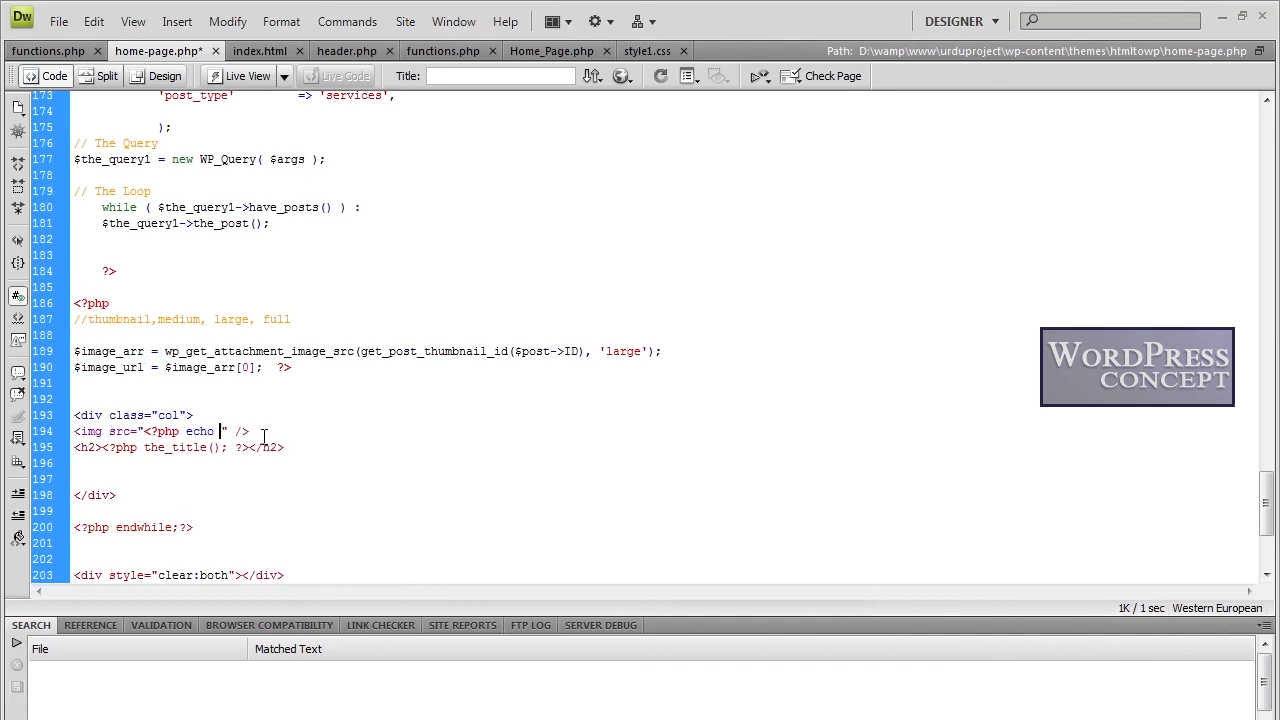 Dw File Edit View Insert Modify Format Commands Site Window Help DESIGNER
functions.php home-page.php* index.html header.php functions.php Home_Page.php style1.css Path: D:\wamp\www\urduproject\wp-content\themes\htmltowp\home-page.php
Code Split Design Live View Live Code Title: Check Page
173 'post_type' => 'services',
174
175 );
176 // The Query
177 $the_query1 = new WP_Query( $args );
178
179 // The Loop
180 while ( $the_query1->have_posts() ) :
181 $the_query1->the_post();
182
183
184 ?>
185
186 <?php
187 //thumbnail,medium, large, full
188
189 $image_arr = wp_get_attachment_image_src(get_post_thumbnail_id($post->ID), 'large');
190 $image_url = $image_arr[0]; ?>
191
192
193 <div class="col">
194 <img src="<?php echo " />
195 <h2><?php the_title(); ?></h2>
196
197
198 </div>
199
200 <?php endwhile;?>
201
202
203 <div style="clear:both"></div>
WORDPRESS
CONCEPT
1K / 1 sec Western European
SEARCH REFERENCE VALIDATION BROWSER COMPATIBILITY LINK CHECKER SITE REPORTS FTP LOG SERVER DEBUG
File Matched Text